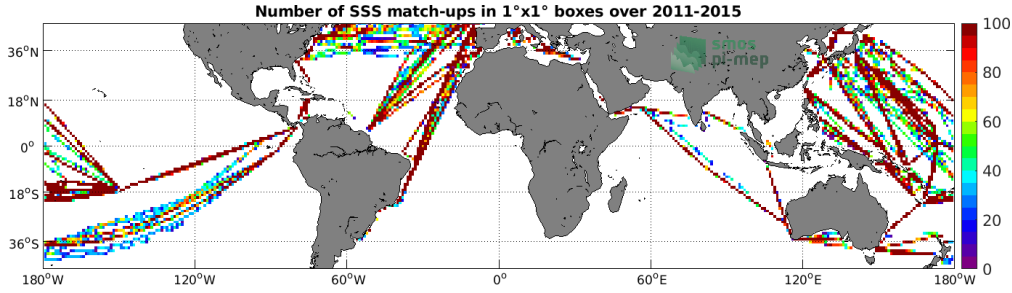 Number of SSS match-ups in 1°x1° boxes over 2011-2015
smos
pi-mep
36°N
18°N
0°
18°S
36°S
180°W
120°W
60°W
0°
60°E
120°E
180°W
100
80
60
40
20
0